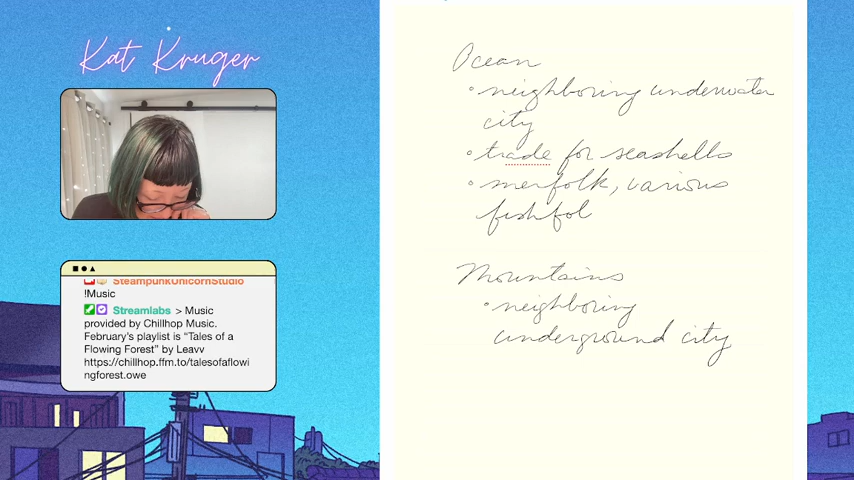 Kat Kruger
SteampunkUnicornStudio
!Music
Streamlabs > Music
provided by Chillhop Music.
February's playlist is "Tales of a
Flowing Forest" by Leavv
https://chillhop.ffm.to/talesofaflowi
ngforest.owe
Ocean
• neighboring underwater
city
• trade for seashells
• merfolk, various
fishfol
Mountains
• neighboring
underground city